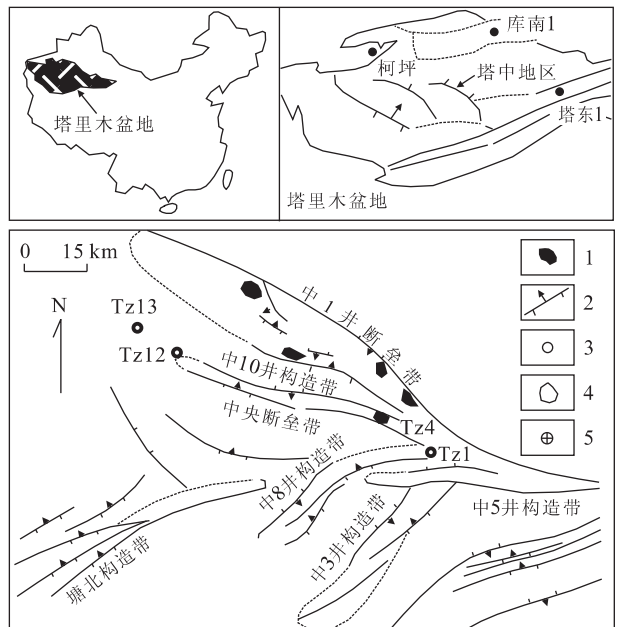 塔里木盆地
库南1
柯坪
塔中地区
塔东1
塔里木盆地
0 15 km
N
Tz13
Tz12
中1井断垒带
中10井构造带
中央断垒带
Tz4
Tz1
中8井构造带
中5井构造带
中3井构造带
塘北构造带
1
2
3
4
5